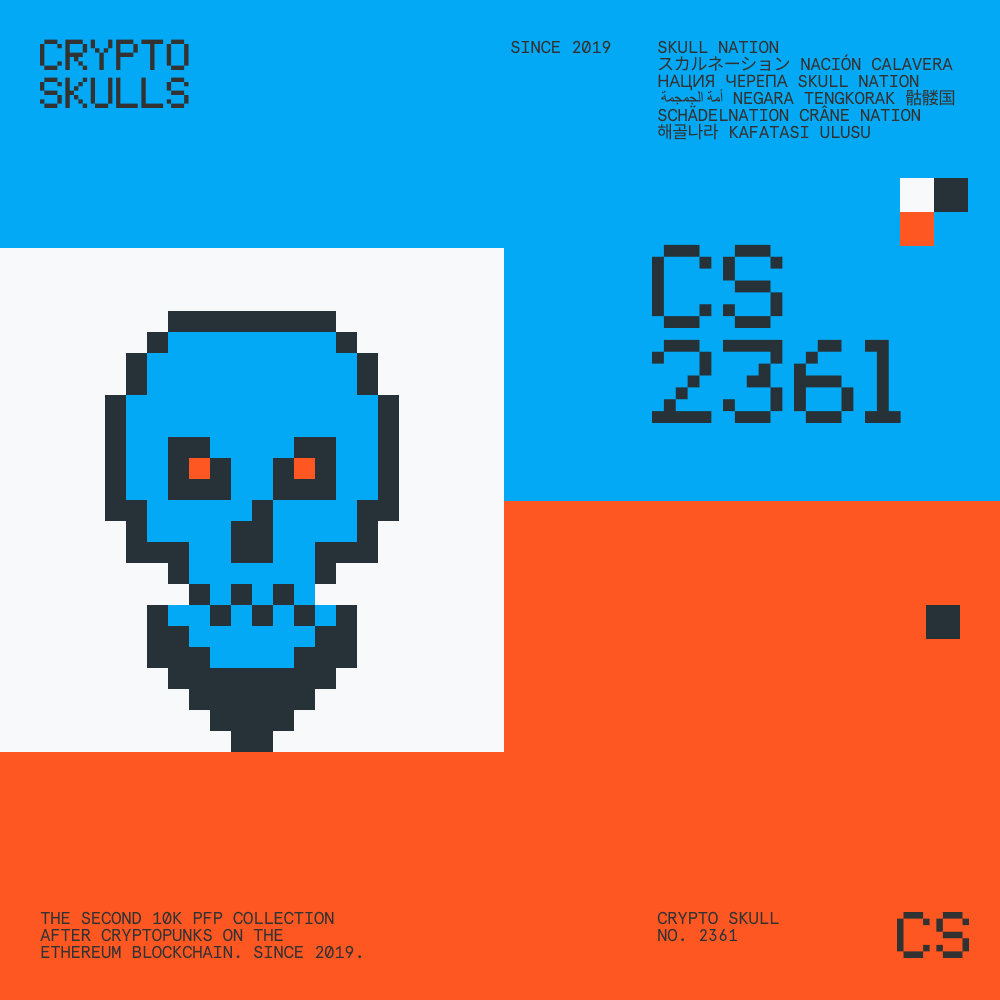 CRYPTO
SKULLS
SINCE 2019
SKULL NATION
スカルネーション NACIÓN CALAVERA
НАЦИЯ ЧЕРЕПА SKULL NATION
أمة الجمجمة NEGARA TENGKORAK 骷髅国
SCHÄDELNATION CRÂNE NATION
해골나라 KAFATASI ULUSU
CS
2361
THE SECOND 10K PFP COLLECTION
AFTER CRYPTOPUNKS ON THE
ETHEREUM BLOCKCHAIN. SINCE 2019.
CRYPTO SKULL
NO. 2361
CS